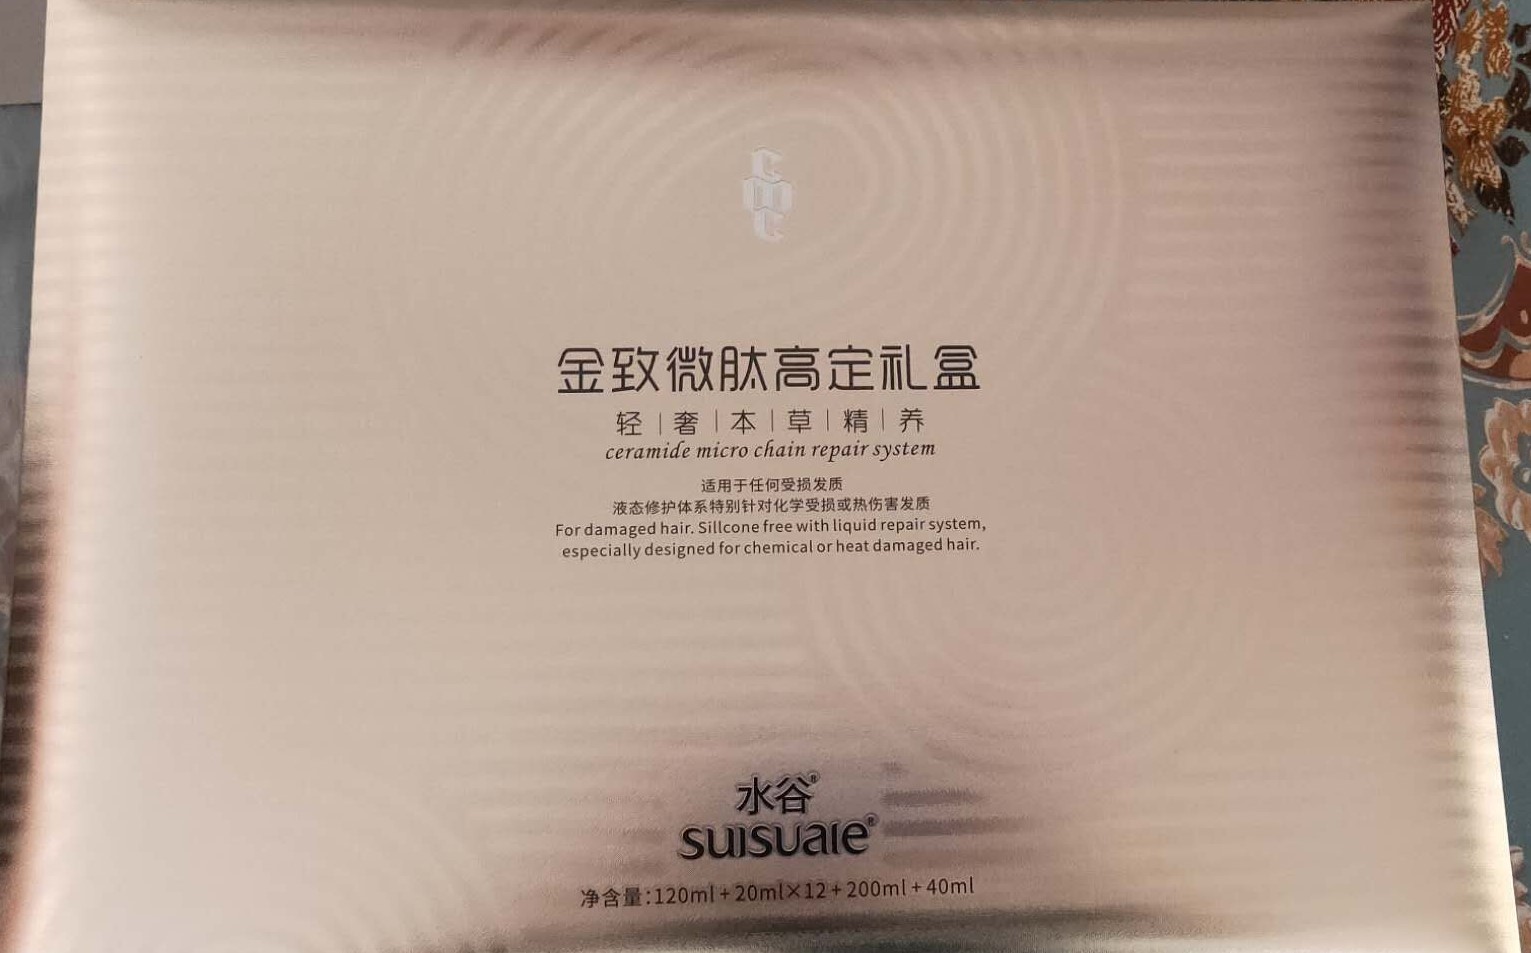 CMC
金致微肽高定礼盒
轻|奢|本|草|精|养
ceramide micro chain repair system
适用于任何受损发质
液态修护体系特别针对化学受损或热伤害发质
For damaged hair. Sillcone free with liquid repair system,
especially designed for chemical or heat damaged hair.
水谷®
suisuaie®
净含量:120ml+20ml×12+200ml+40ml